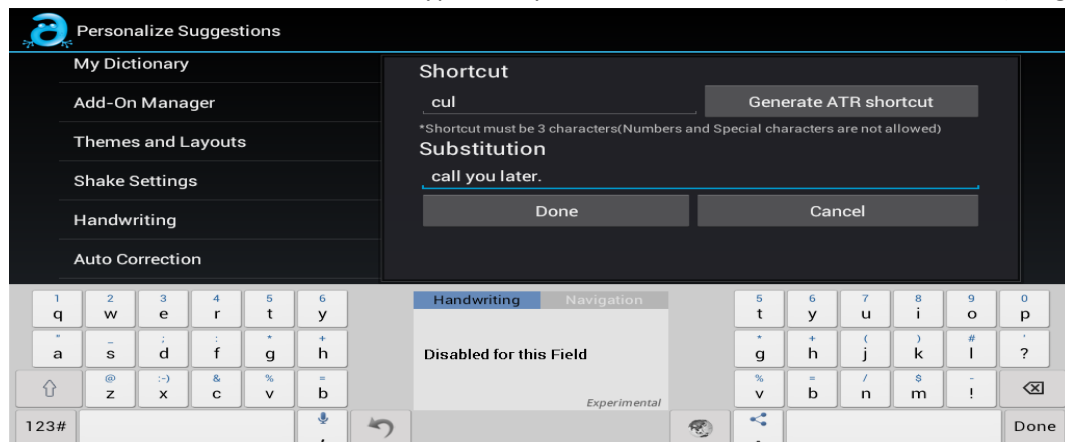 Personalize Suggestions
My Dictionary
Add-On Manager
Themes and Layouts
Shake Settings
Handwriting
Auto Correction
Shortcut
cul Generate ATR shortcut
*Shortcut must be 3 characters(Numbers and Special characters are not allowed)
Substitution
call you later.
Done Cancel
1 2 3 4 5 6
q w e r t y
" _ ; : * +
a s d f g h
@ :-) & % =
z x c v b
123#
Handwriting Navigation
Disabled for this Field
Experimental
5 6 7 8 9 0
t y u i o p
* + ( ) # '
g h j k l ?
% = / $ -
v b n m !
Done